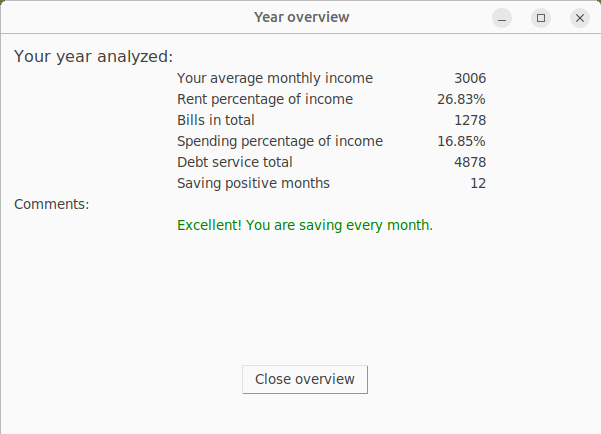 Year overview
Your year analyzed:
Your average monthly income 3006
Rent percentage of income 26.83%
Bills in total 1278
Spending percentage of income 16.85%
Debt service total 4878
Saving positive months 12
Comments:
Excellent! You are saving every month.
Close overview